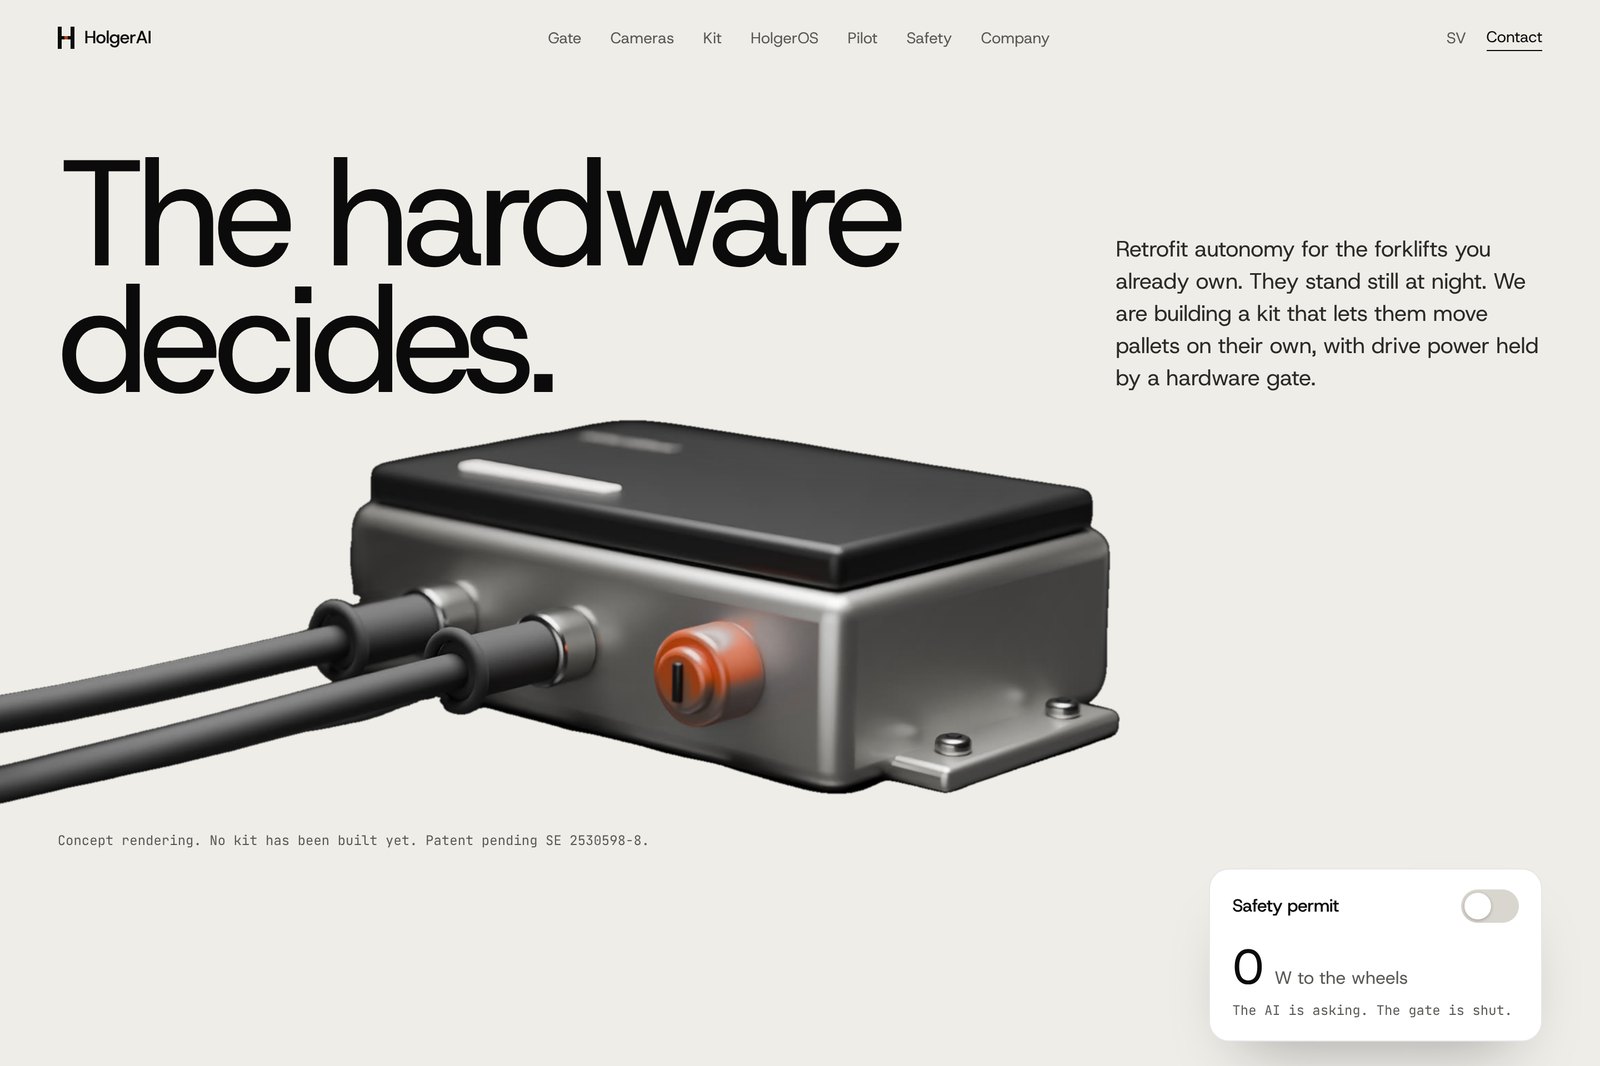 HolgerAI
Gate Cameras Kit HolgerOS Pilot Safety Company
SV Contact
The hardware
decides.
Retrofit autonomy for the forklifts you
already own. They stand still at night. We
are building a kit that lets them move
pallets on their own, with drive power held
by a hardware gate.
Concept rendering. No kit has been built yet. Patent pending SE 2530598-8.
Safety permit
0 W to the wheels
The AI is asking. The gate is shut.